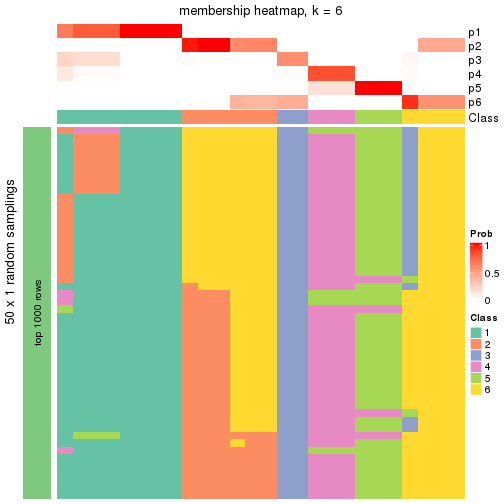 membership heatmap, k = 6
p1
p2
p3
p4
p5
p6
Class
50 x 1 random samplings
top 1000 rows
Prob
1
0.5
0
Class
1
2
3
4
5
6